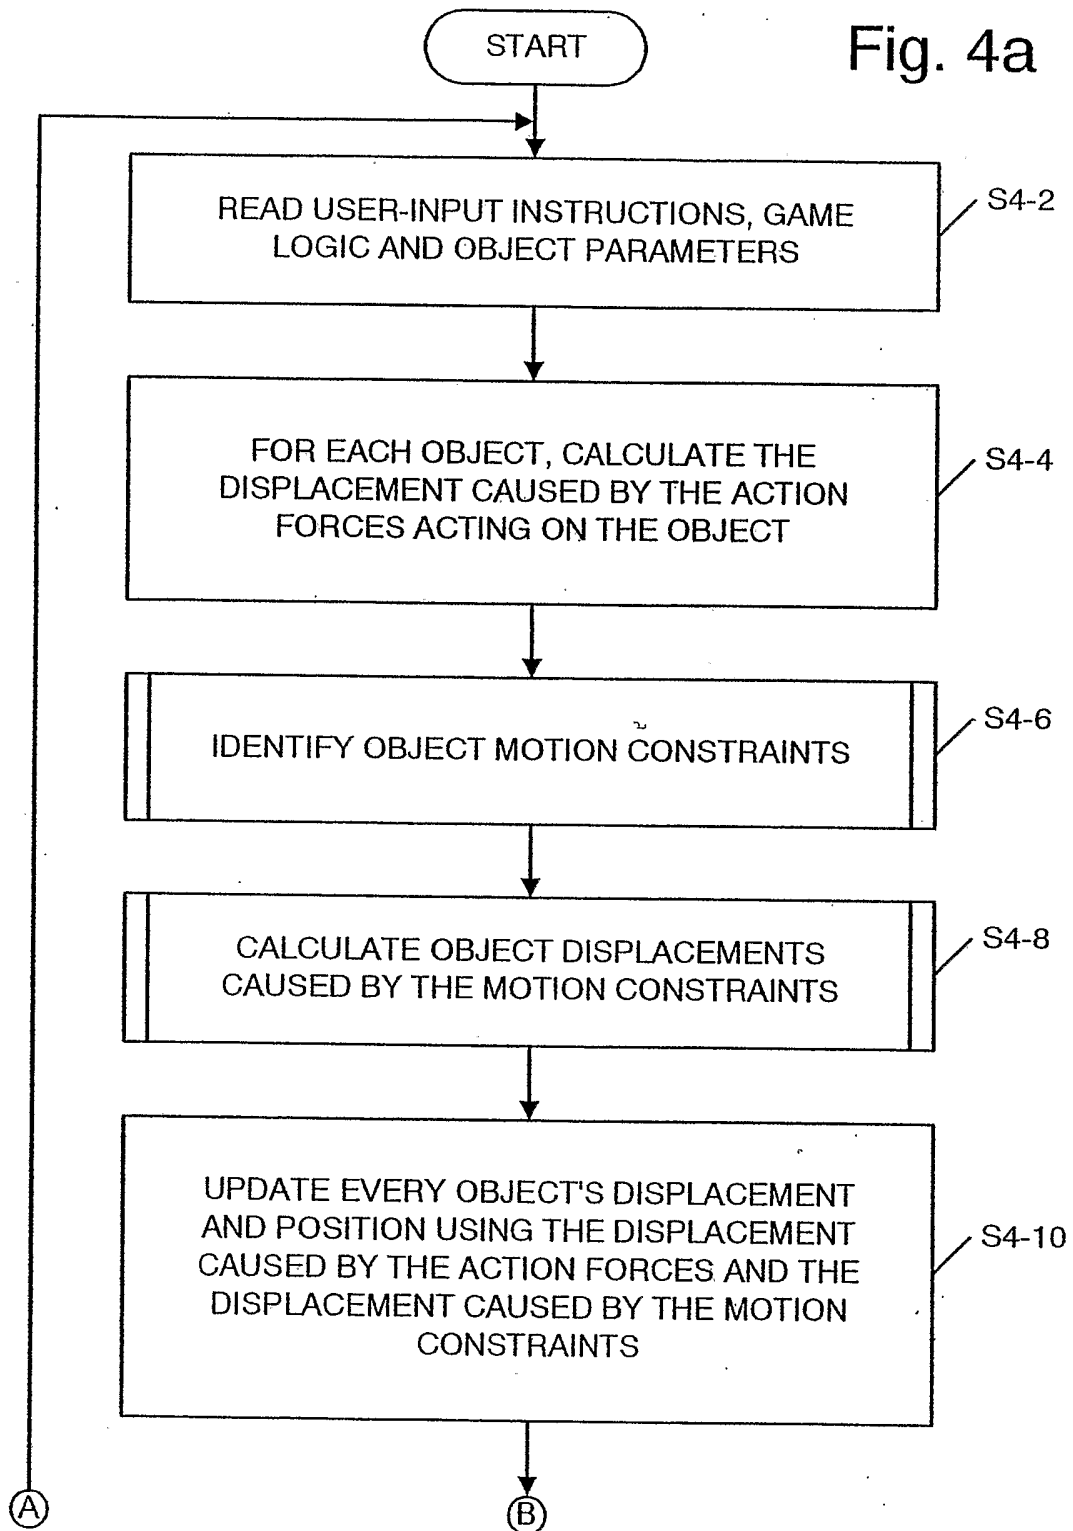 START
Fig. 4a
READ USER-INPUT INSTRUCTIONS, GAME
LOGIC AND OBJECT PARAMETERS
S4-2
FOR EACH OBJECT, CALCULATE THE
DISPLACEMENT CAUSED BY THE ACTION
FORCES ACTING ON THE OBJECT
S4-4
IDENTIFY OBJECT MOTION CONSTRAINTS
S4-6
CALCULATE OBJECT DISPLACEMENTS
CAUSED BY THE MOTION CONSTRAINTS
S4-8
UPDATE EVERY OBJECT'S DISPLACEMENT
AND POSITION USING THE DISPLACEMENT
CAUSED BY THE ACTION FORCES AND THE
DISPLACEMENT CAUSED BY THE MOTION
CONSTRAINTS
S4-10
A
B